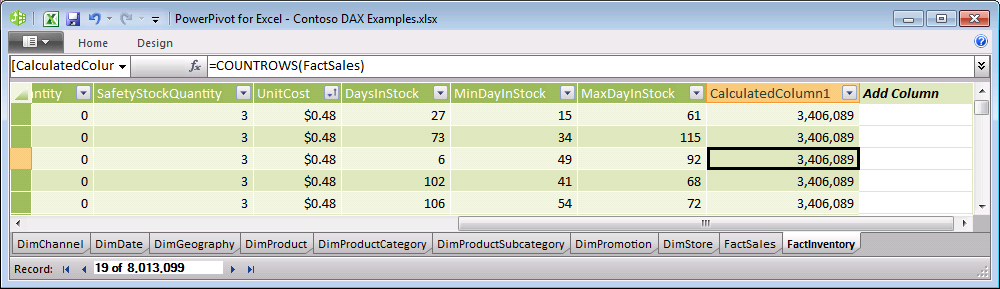 PowerPivot for Excel - Contoso DAX Examples.xlsx
Home Design
[CalculatedColur fx =COUNTROWS(FactSales)
ntity SafetyStockQuantity UnitCost DaysInStock MinDayInStock MaxDayInStock CalculatedColumn1 Add Column
0 3 $0.48 27 15 61 3,406,089
0 3 $0.48 73 34 115 3,406,089
0 3 $0.48 6 49 92 3,406,089
0 3 $0.48 102 41 68 3,406,089
0 3 $0.48 106 54 72 3,406,089
DimChannel DimDate DimGeography DimProduct DimProductCategory DimProductSubcategory DimPromotion DimStore FactSales FactInventory
Record: 19 of 8,013,099